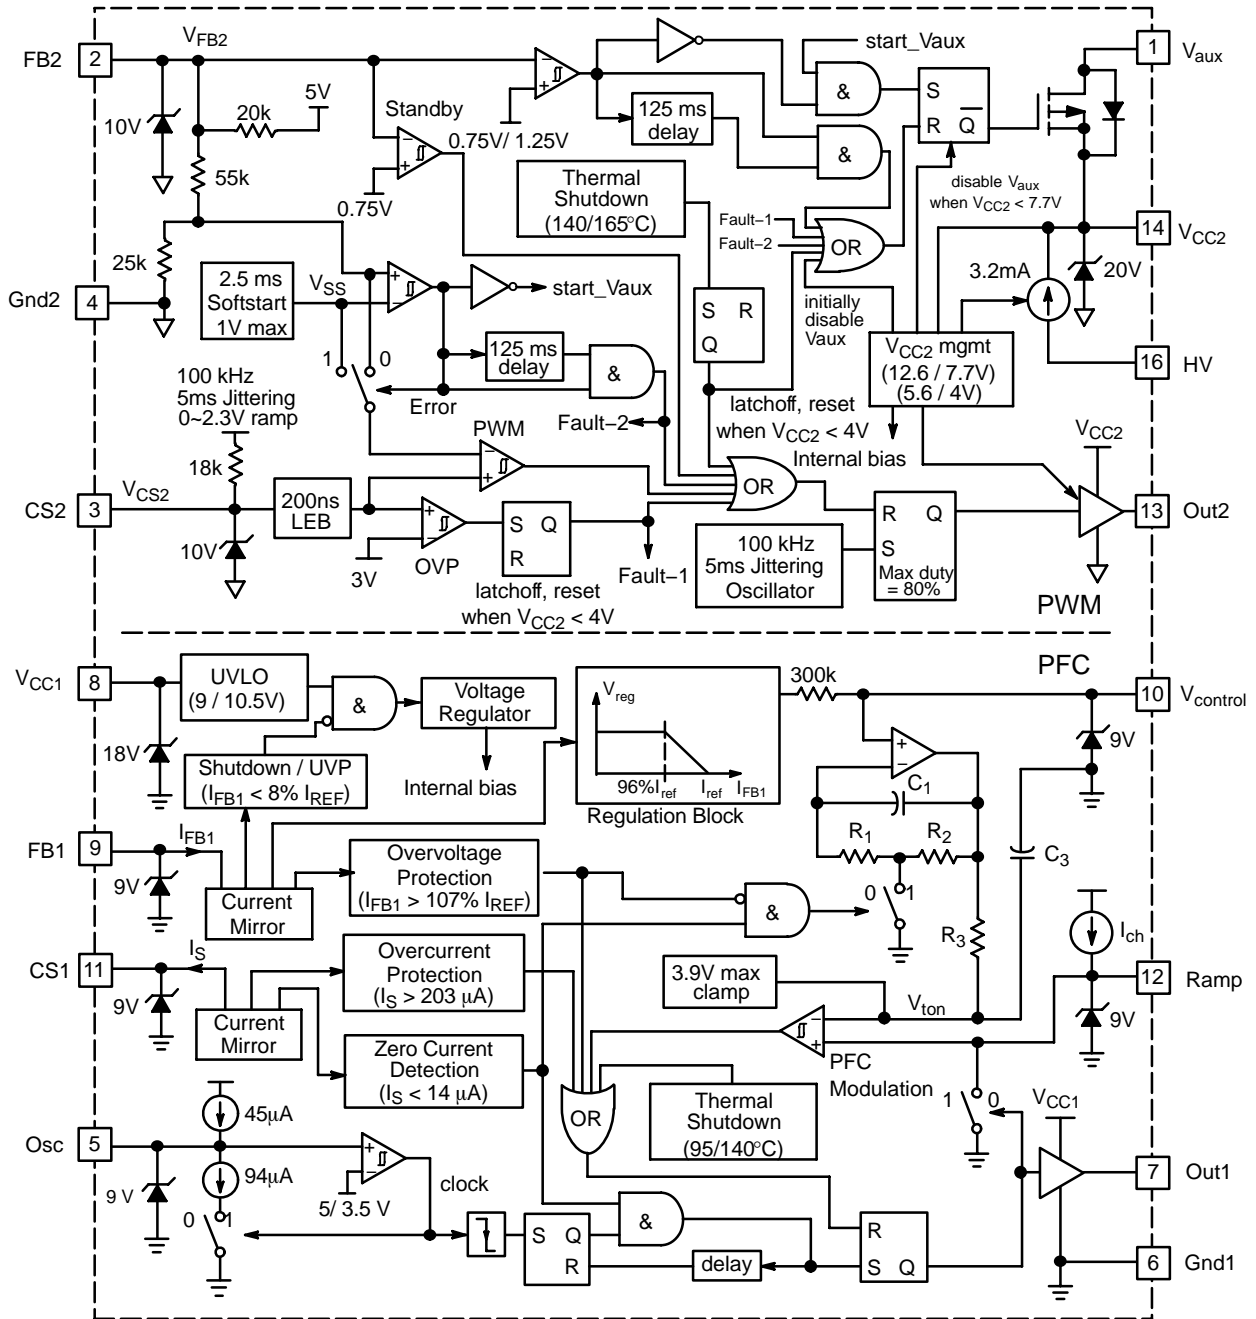 FB2
2
VFB2
10V
20k
5V
55k
25k
Gnd2
4
Standby
0.75V
0.75V/ 1.25V
125 ms
delay
start_Vaux
&
&
S
R
Q
1
Vaux
disable Vaux
when VCC2 < 7.7V
14
VCC2
20V
3.2mA
16
HV
Thermal
Shutdown
(140/165°C)
Fault−1
Fault−2
OR
initially
disable
Vaux
VCC2 mgmt
(12.6 / 7.7V)
(5.6 / 4V)
Internal bias
S R
Q
latchoff, reset
when VCC2 < 4V
2.5 ms
Softstart
1V max
VSS
start_Vaux
1
0
125 ms
delay
&
Error
Fault−2
100 kHz
5ms Jittering
0~2.3V ramp
18k
CS2
3
VCS2
10V
200ns
LEB
PWM
3V
OVP
S Q
R
latchoff, reset
when VCC2 < 4V
Fault−1
OR
100 kHz
5ms Jittering
Oscillator
R Q
S
Max duty
= 80%
VCC2
13
Out2
PWM
PFC
VCC1
8
18V
UVLO
(9 / 10.5V)
&
Voltage
Regulator
Internal bias
Shutdown / UVP
(IFB1 < 8% IREF)
Vreg
96%Iref
Iref
IFB1
Regulation Block
300k
10
Vcontrol
9V
C1
R1
R2
C3
R3
FB1
9
IFB1
9V
Current
Mirror
Overvoltage
Protection
(IFB1 > 107% IREF)
&
0
1
CS1
11
IS
9V
Current
Mirror
Overcurrent
Protection
(IS > 203 µA)
Zero Current
Detection
(IS < 14 µA)
3.9V max
clamp
Vton
Ich
12
Ramp
9V
PFC
Modulation
OR
Thermal
Shutdown
(95/140°C)
1
0
VCC1
7
Out1
6
Gnd1
Osc
5
45µA
94µA
9 V
0
1
5/ 3.5 V
clock
S Q
R
&
delay
R
S Q